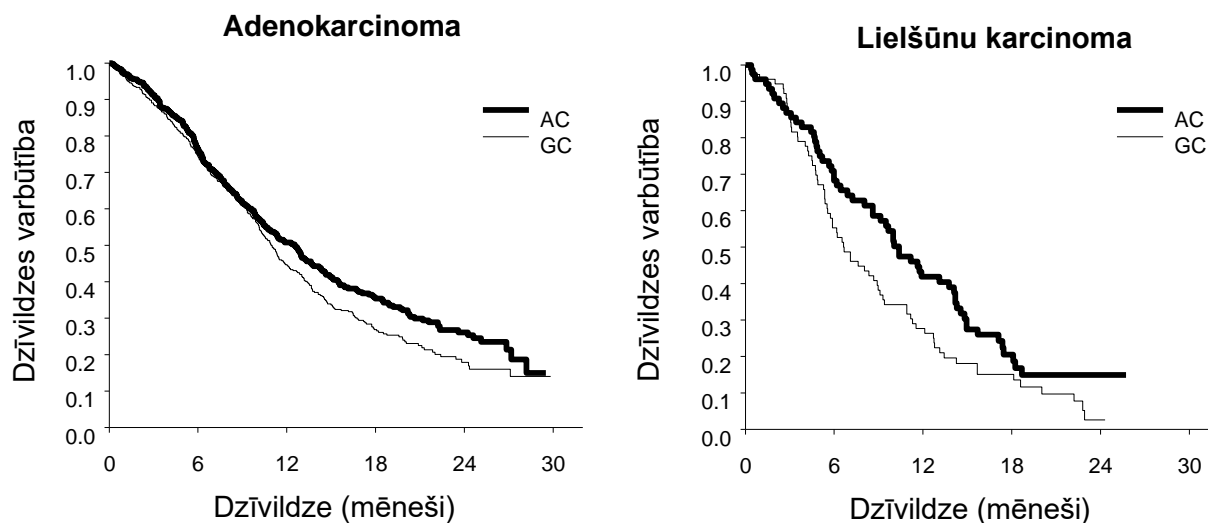 Adenokarcinoma
Dzīvildzes varbūtība
1.0
0.9
0.8
0.7
0.6
0.5
0.4
0.3
0.2
0.1
0.0
AC
GC
0 6 12 18 24 30
Dzīvildze (mēneši)
Lielšūnu karcinoma
Dzīvildzes varbūtība
1.0
0.9
0.8
0.7
0.6
0.5
0.4
0.3
0.2
0.1
0.0
AC
GC
0 6 12 18 24 30
Dzīvildze (mēneši)